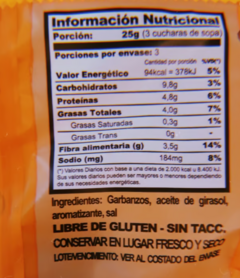 Información Nutricional
Porción: 25g (3 cucharas de sopa)
Porciones por envase: 3
Cantidad por porción %VD(*)
Valor Energético 94kcal = 378kJ 5%
Carbohidratos 9,8g 3%
Proteínas 4,8g 6%
Grasas Totales 4,0g 7%
Grasas Saturadas 0,3g 1%
Grasas Trans 0g -
Fibra alimentaria (g) 3,5g 14%
Sodio (mg) 184mg 8%
(*) Valores Diarios con base a una dieta de 2.000 kcal u 8.400 kJ.
Sus valores diarios pueden ser mayores o menores dependiendo
de sus necesidades energéticas.
Ingredientes: Garbanzos, aceite de girasol,
aromatizante, sal
LIBRE DE GLUTEN - SIN TACC.
CONSERVAR EN LUGAR FRESCO Y SECO
LOTE/VENCIMIENTO: VER AL COSTADO DEL ENVASE